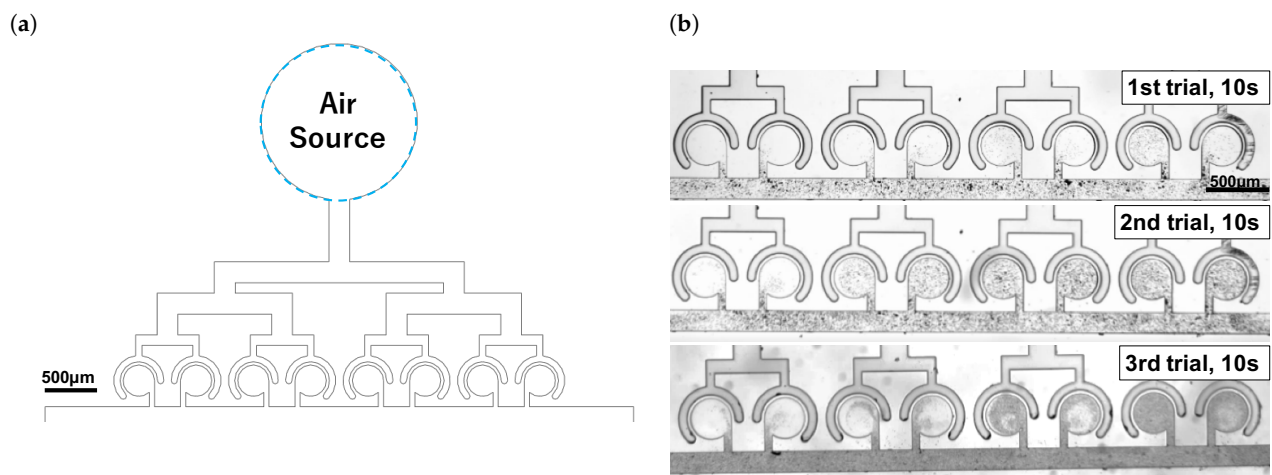 (a)
Air
Source
500μm
(b)
1st trial, 10s
500μm
2nd trial, 10s
3rd trial, 10s